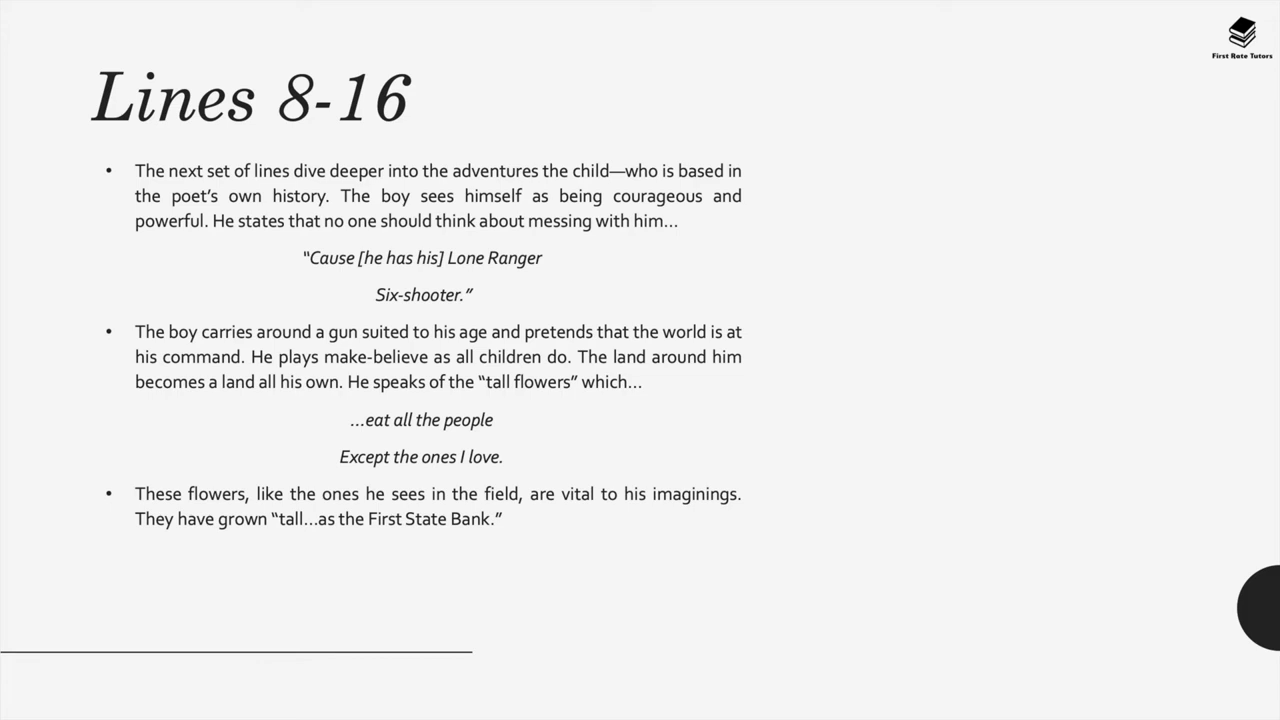 First Rate Tutors
Lines 8-16
• The next set of lines dive deeper into the adventures the child—who is based in
the poet’s own history. The boy sees himself as being courageous and
powerful. He states that no one should think about messing with him…
“Cause [he has his] Lone Ranger
Six-shooter.”
• The boy carries around a gun suited to his age and pretends that the world is at
his command. He plays make-believe as all children do. The land around him
becomes a land all his own. He speaks of the “tall flowers” which…
…eat all the people
Except the ones I love.
• These flowers, like the ones he sees in the field, are vital to his imaginings.
They have grown “tall…as the First State Bank.”